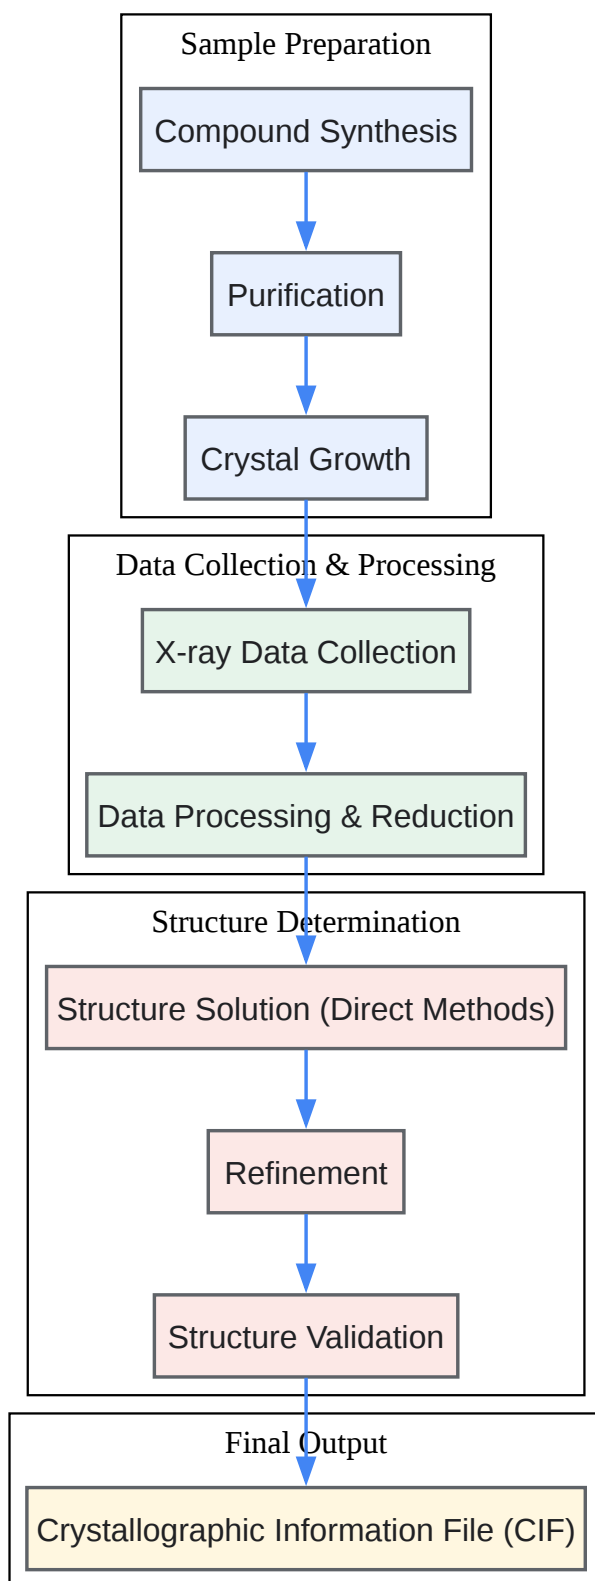 Sample Preparation
Compound Synthesis
Purification
Crystal Growth
Data Collection & Processing
X-ray Data Collection
Data Processing & Reduction
Structure Determination
Structure Solution (Direct Methods)
Refinement
Structure Validation
Final Output
Crystallographic Information File (CIF)